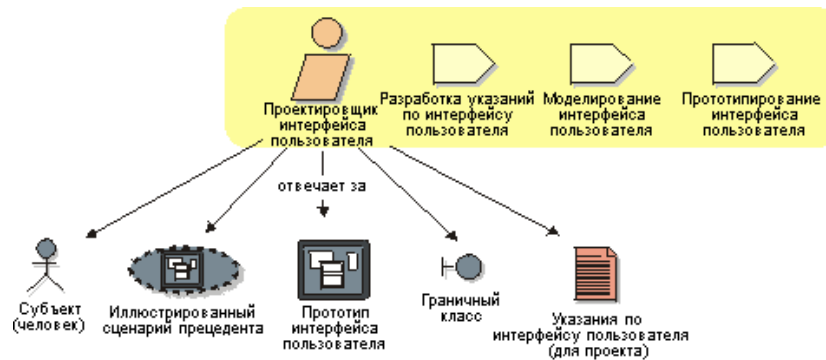 Проектировщик
интерфейса
пользователя
Разработка указаний
по интерфейсу
пользователя
Моделирование
интерфейса
пользователя
Прототипирование
интерфейса
пользователя
отвечает за
Субъект
(человек)
Иллюстрированный
сценарий прецедента
Прототип
интерфейса
пользователя
Граничный
класс
Указания по
интерфейсу пользователя
(для проекта)